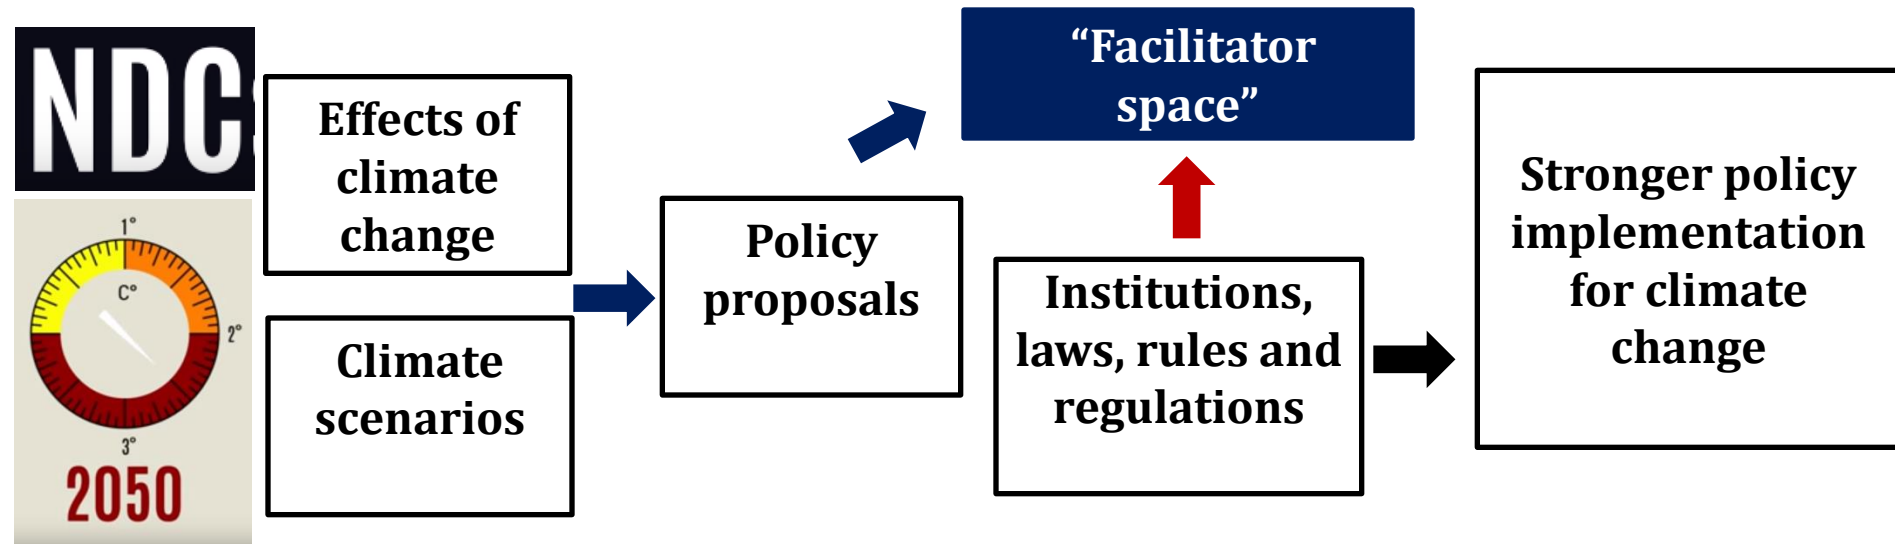 NDCs
1°
C°
2°
3°
2050
Effects of
climate
change
Climate
scenarios
Policy
proposals
“Facilitator
space”
Institutions,
laws, rules and
regulations
Stronger policy
implementation
for climate
change